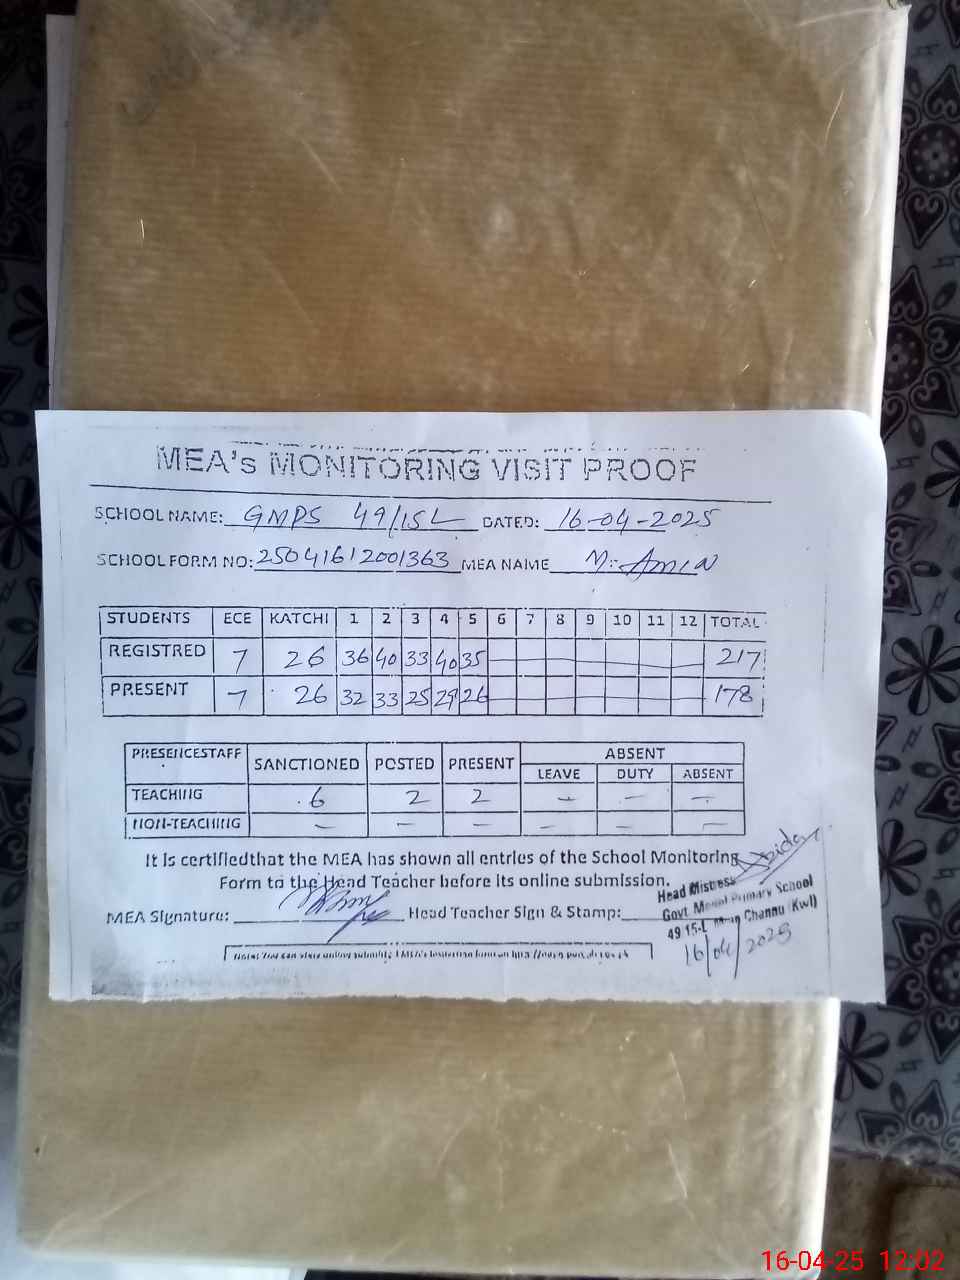 MEA's MONITORING VISIT PROOF
SCHOOL NAME: GMPS 49/15L DATED: 16-04-2025
SCHOOL FORM NO: 25041612001363 MEA NAME M. Amin
STUDENTS ECE KATCHI 1 2 3 4 5 6 7 8 9 10 11 12 TOTAL
REGISTRED 7 26 36 40 33 40 35 217
PRESENT 7 26 32 33 25 29 26 178
PRESENCESTAFF SANCTIONED POSTED PRESENT ABSENT
LEAVE DUTY ABSENT
TEACHING 6 2 2 — — —
NON-TEACHING — — — — — —
It is certifiedthat the MEA has shown all entries of the School Monitoring
Form to the Head Teacher before its online submission.
MEA Signature: Head Teacher Sign & Stamp:
Head Mistress
Govt. Model Primary School
49 15-L Mian Channu (Kwl)
16/04/2025
16-04-25 12:02